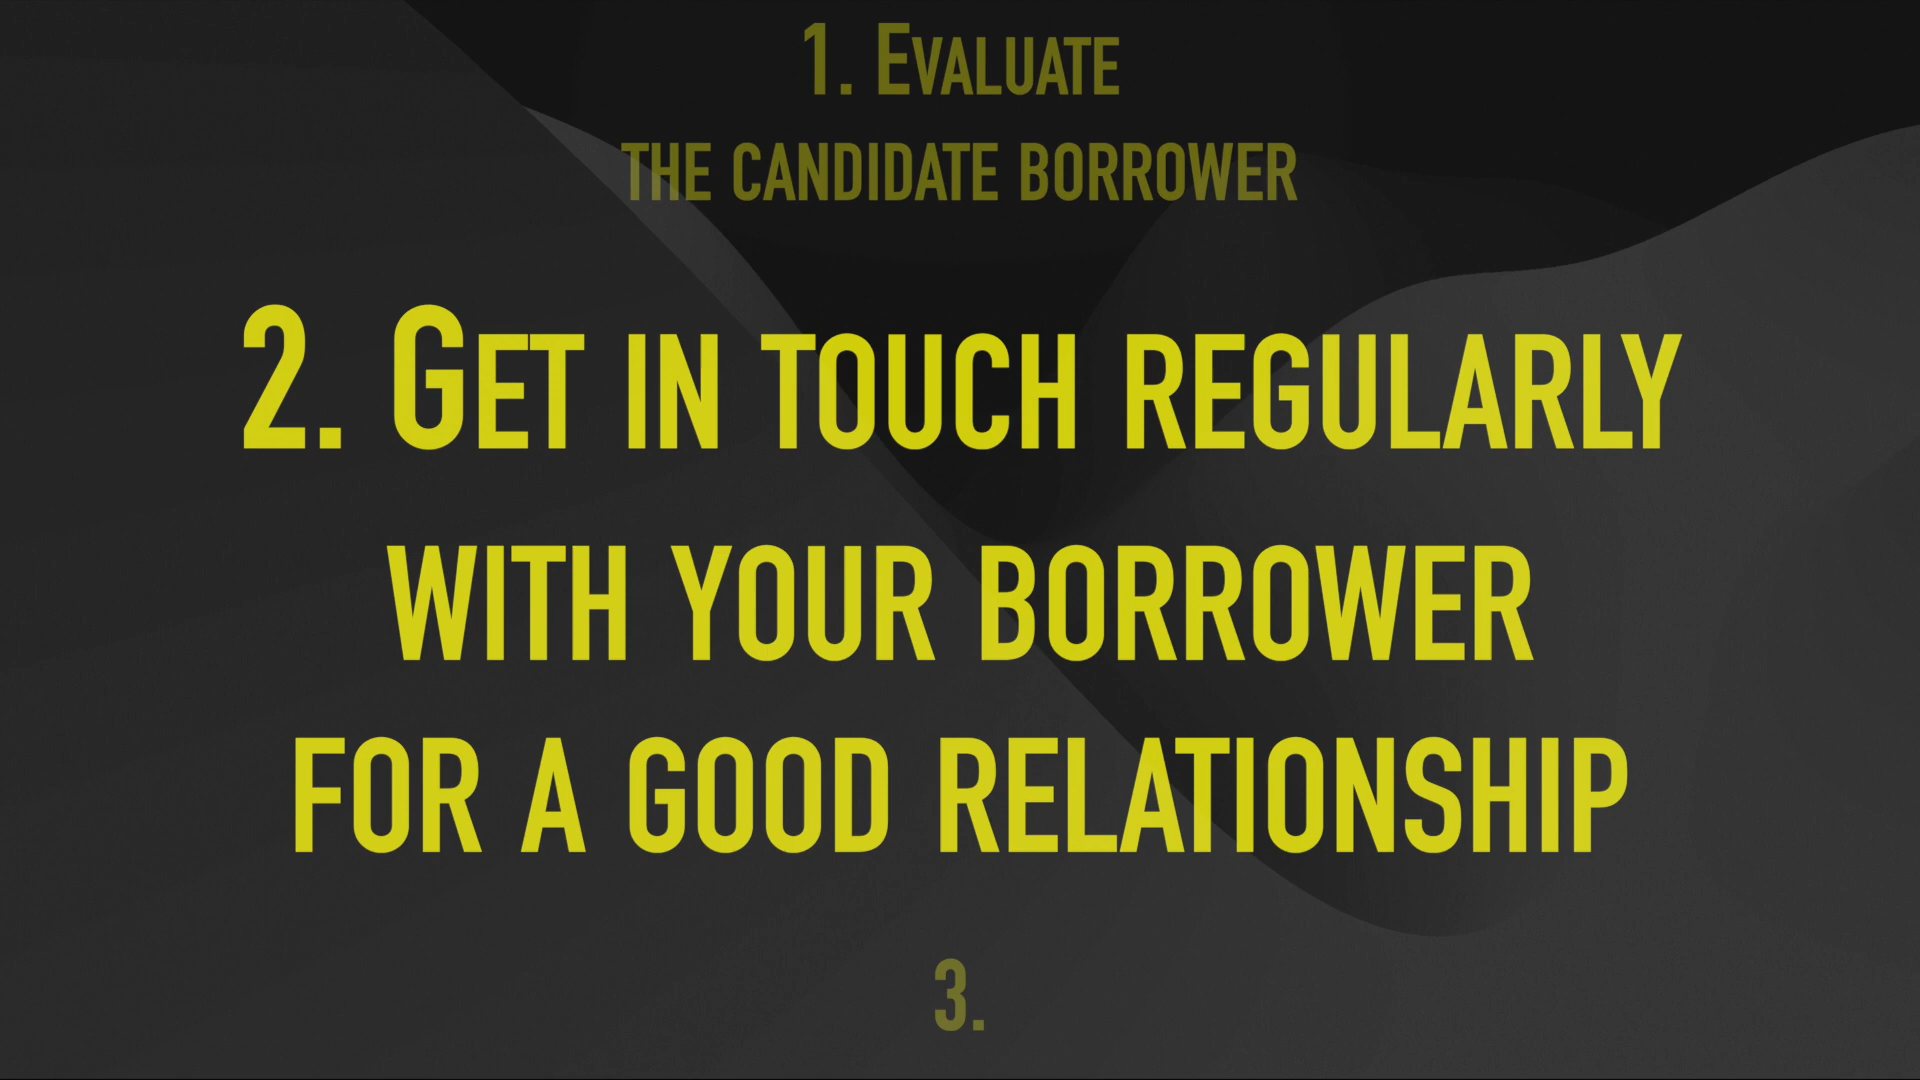 1. Evaluate
the candidate borrower
2. Get in touch regularly
with your borrower
for a good relationship
3.